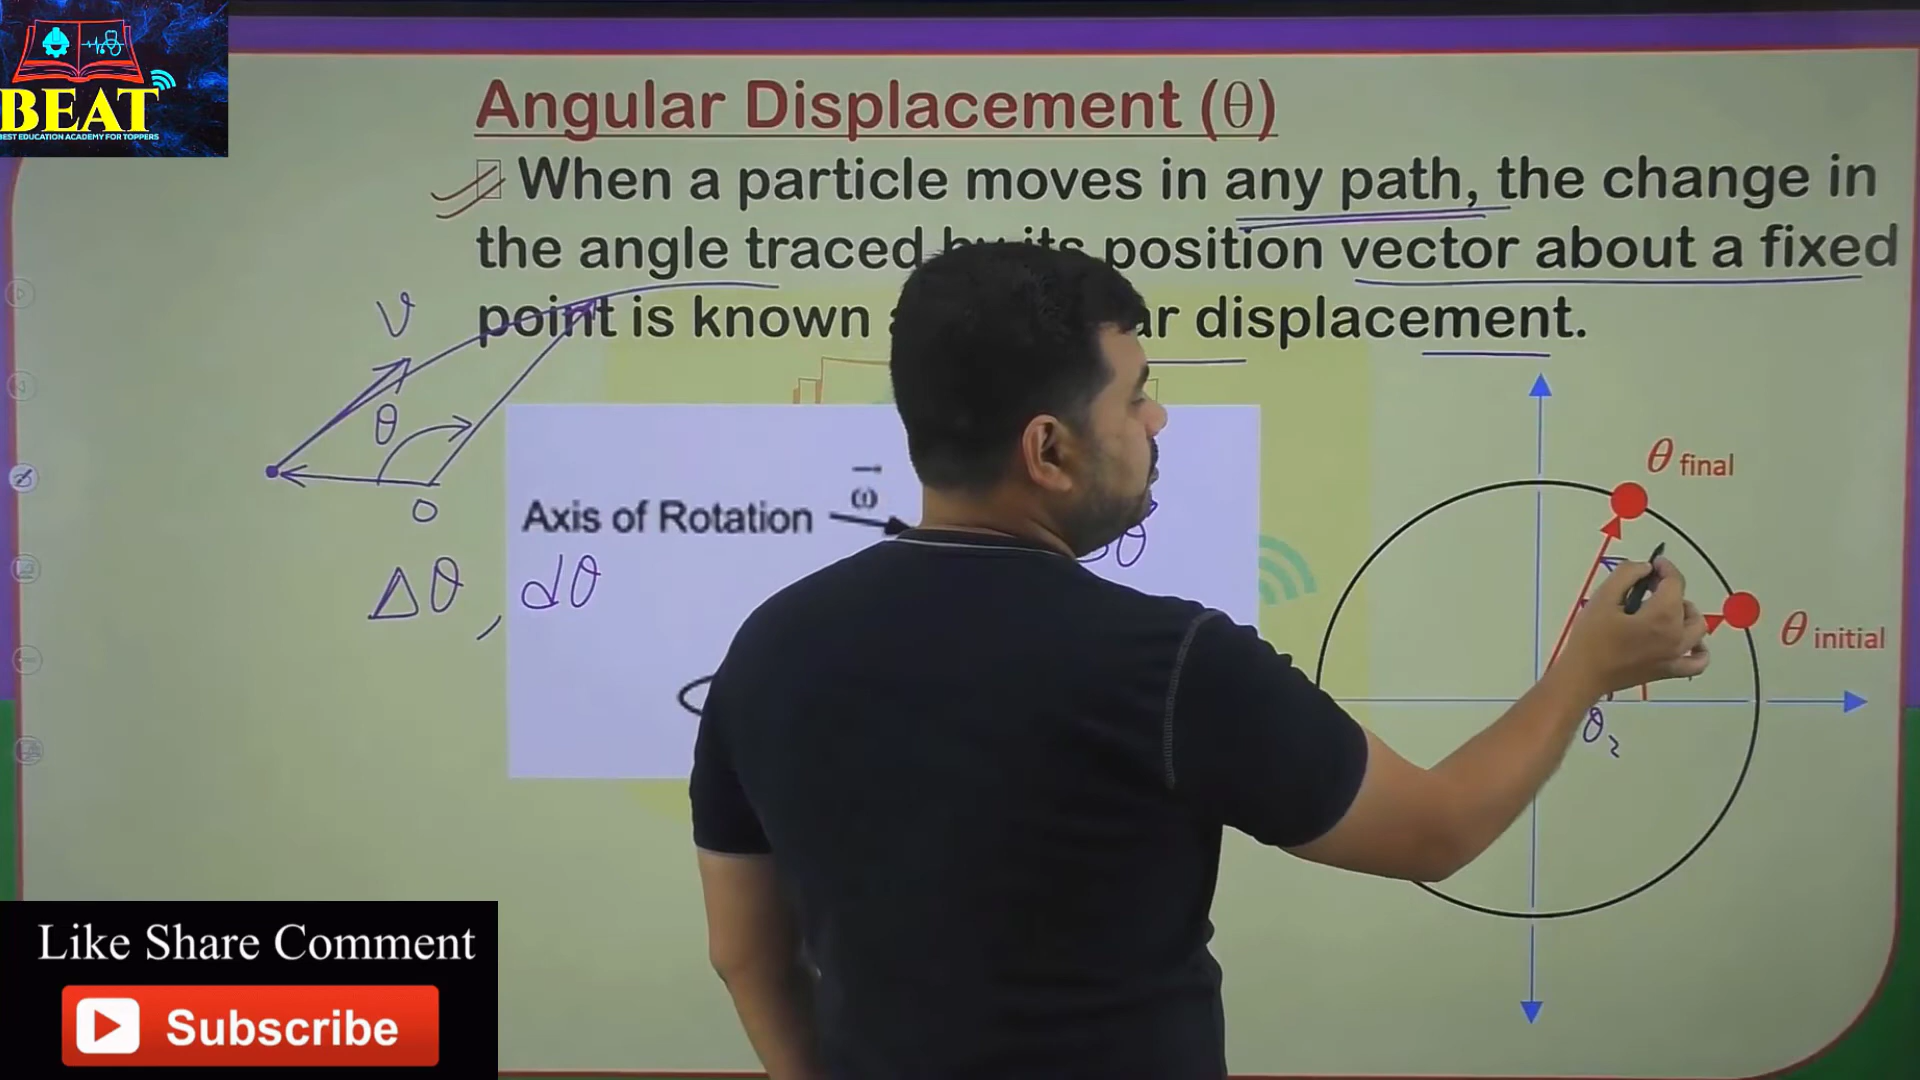 BEAT
BEST EDUCATION ACADEMY FOR TOPPERS
Angular Displacement (θ)
When a particle moves in any path, the change in
the angle traced by its position vector about a fixed
point is known displacement.
v
θ
O
Axis of Rotation
ω
Δθ, dθ
θ final
θ initial
θ₂
Like Share Comment
Subscribe